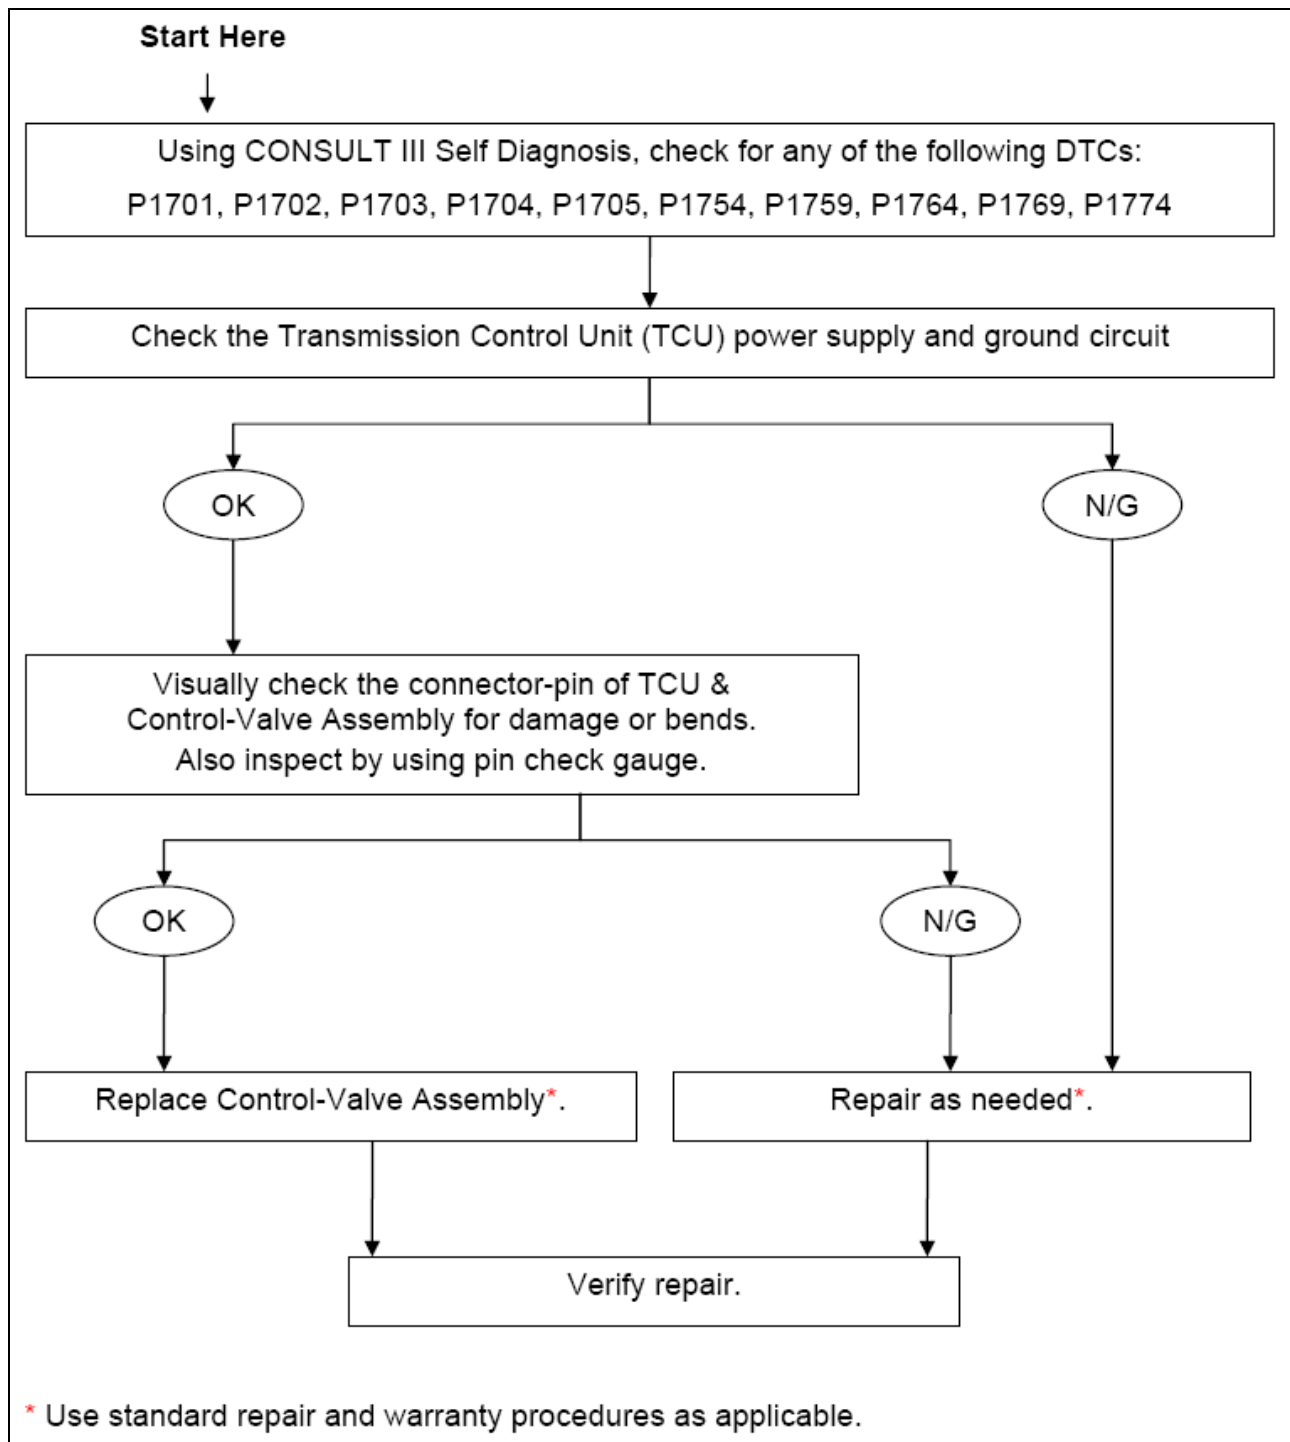 Start Here
Using CONSULT III Self Diagnosis, check for any of the following DTCs:
P1701, P1702, P1703, P1704, P1705, P1754, P1759, P1764, P1769, P1774
Check the Transmission Control Unit (TCU) power supply and ground circuit
OK
N/G
Visually check the connector-pin of TCU &
Control-Valve Assembly for damage or bends.
Also inspect by using pin check gauge.
OK
N/G
Replace Control-Valve Assembly*.
Repair as needed*.
Verify repair.
* Use standard repair and warranty procedures as applicable.